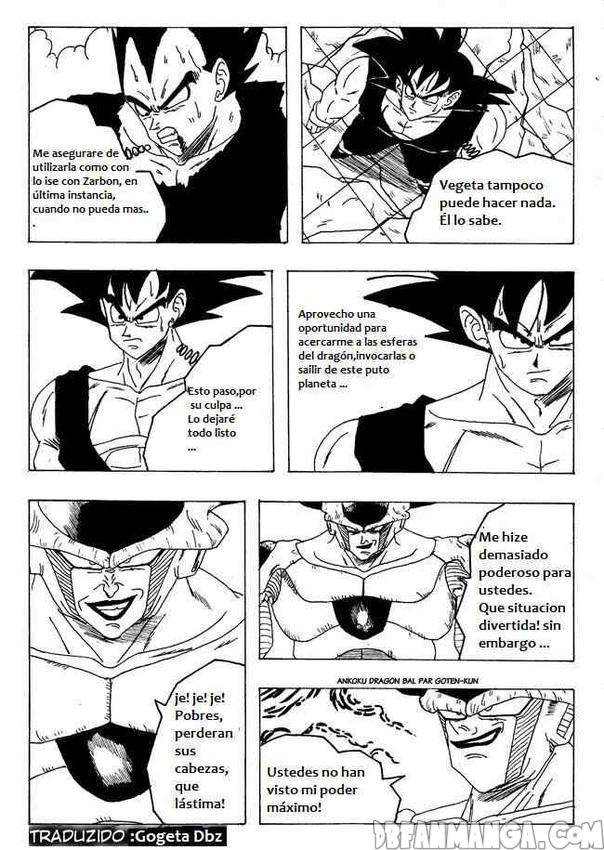 Me asegurare de
utilizarla como con
lo ise con Zarbon, en
última instancia,
cuando no pueda mas..
.
Vegeta tampoco
puede hacer nada.
Él lo sabe.
Esto paso,por
su culpa ...
Lo dejaré
todo listo
...
Aprovecho una
oportunidad para
acercarme a las esferas
del dragón,invocarlas o
sailir de este puto
planeta ...
je! je! je!
Pobres,
perderan
sus
cabezas,
que
lástima!
Me hize
demasiado
poderoso para
ustedes.
Que situacion
divertida! sin
embargo ...
ANKOKU DRAGON BAL PAR GOTEN-KUN
Ustedes no han
visto mi poder
máximo!
TRADUZIDO :Gogeta Dbz
DBFANMANGA.COM